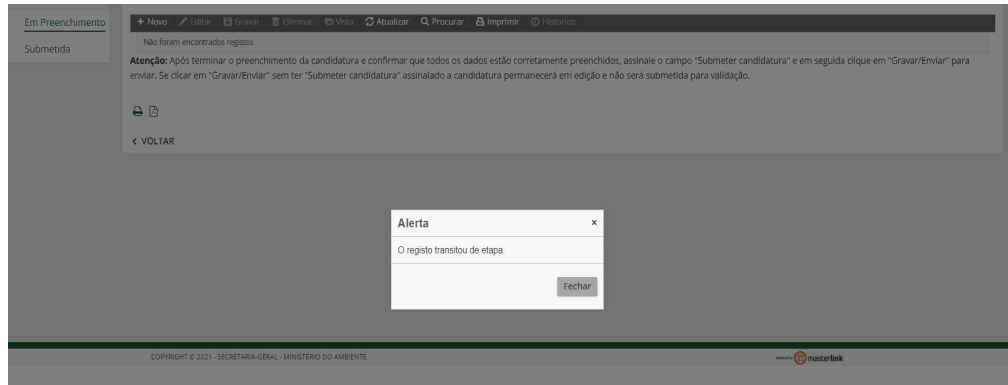 Em Preenchimento
Submetida
+ Novo Editar Gravar Eliminar Vista Atualizar Procurar Imprimir Historico
Não foram encontrados registos
Atenção: Após terminar o preenchimento da candidatura e confirmar que todos os dados estão corretamente preenchidos, assinale o campo "Submeter candidatura" e em seguida clique em "Gravar/Enviar" para
enviar. Se clicar em "Gravar/Enviar" sem ter "Submeter candidatura" assinalado a candidatura permanecerá em edição e não será submetida para validação.
< VOLTAR
Alerta ×
O registo transitou de etapa.
Fechar
COPYRIGHT © 2021 - SECRETARIA-GERAL - MINISTÉRIO DO AMBIENTE
masterlink